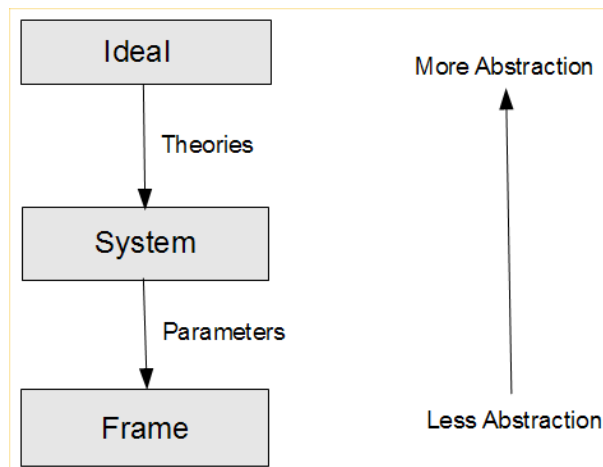 Ideal
More Abstraction
Theories
System
Parameters
Frame
Less Abstraction